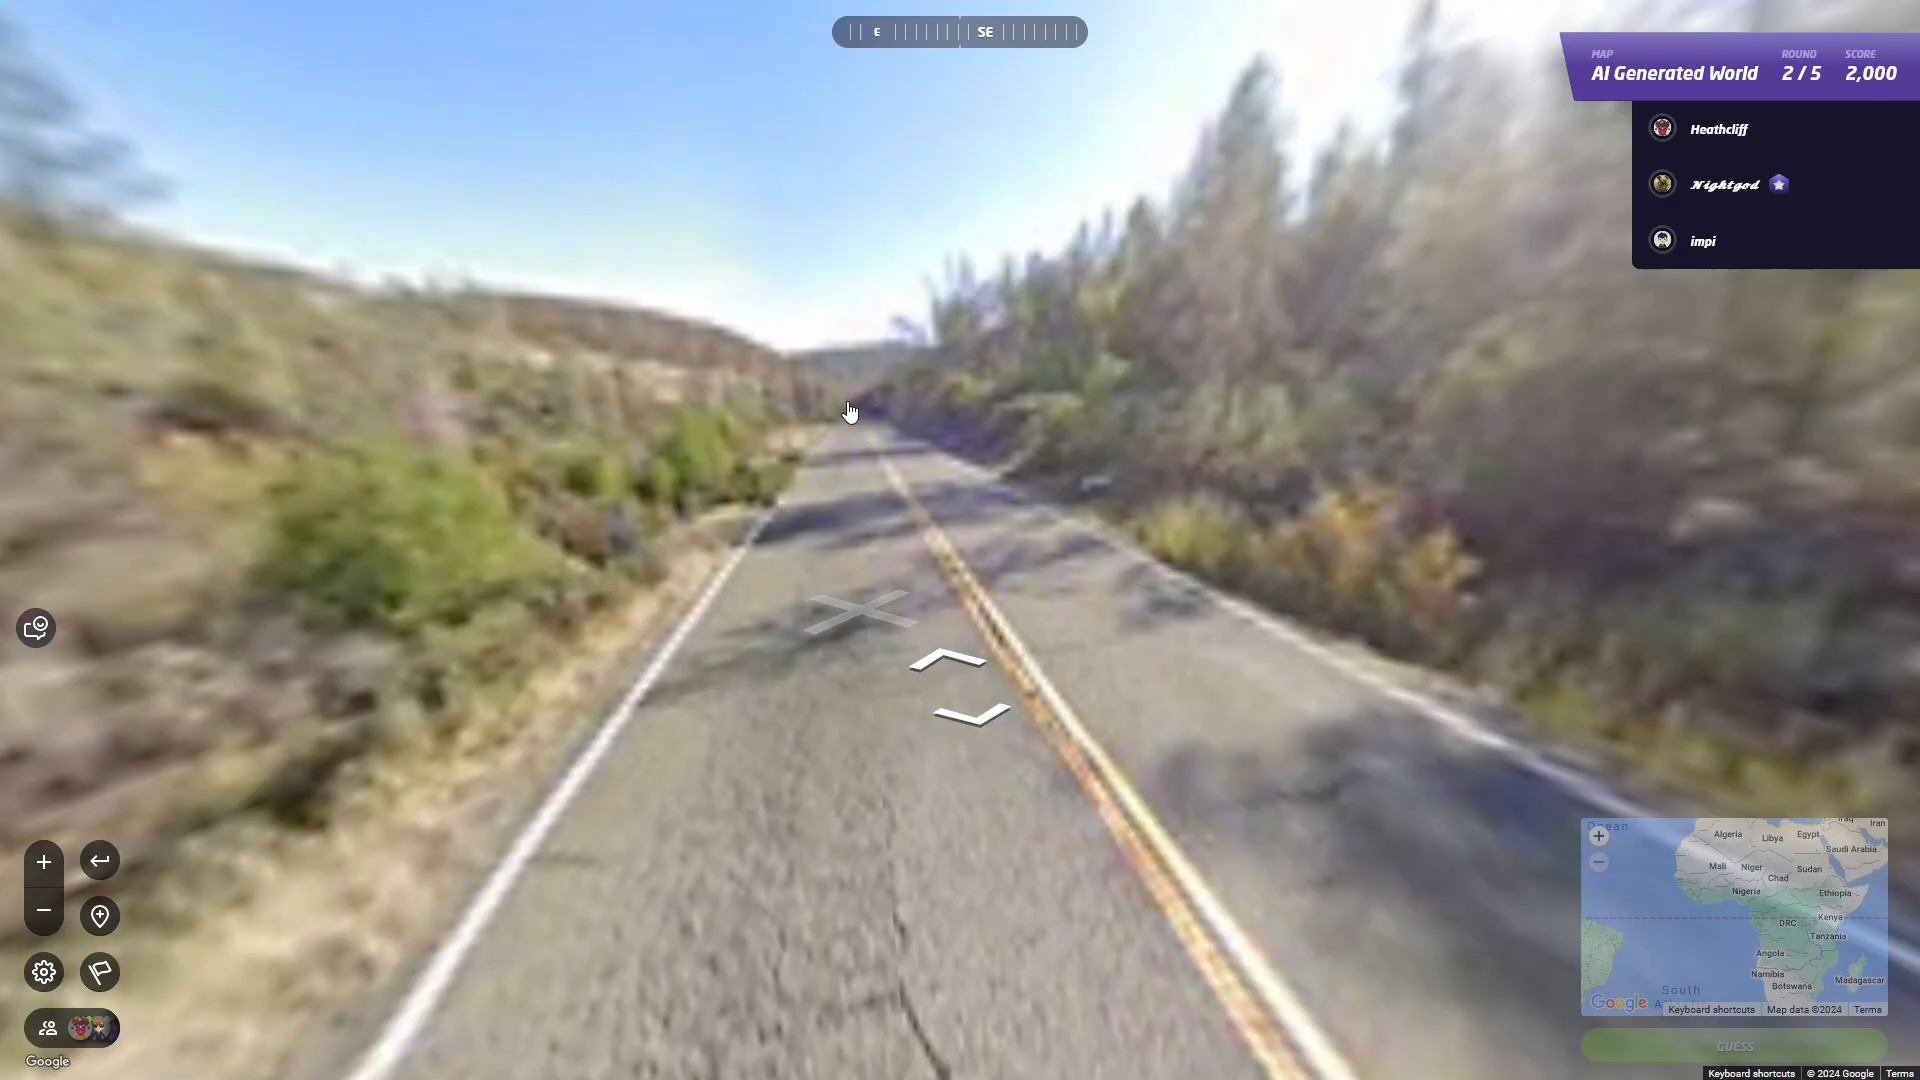 E
SE
MAP
AI Generated World
ROUND
2 / 5
SCORE
2,000
Heathcliff
Nightgod
impi
Ocean
Iraq
Iran
Algeria
Libya
Egypt
Saudi Arabia
Mali
Niger
Sudan
Chad
Nigeria
Ethiopia
DRC
Kenya
Tanzania
Angola
Namibia
Madagascar
Botswana
South
Google
Keyboard shortcuts
Map data ©2024
Terms
GUESS
Google
Keyboard shortcuts
© 2024 Google
Terms